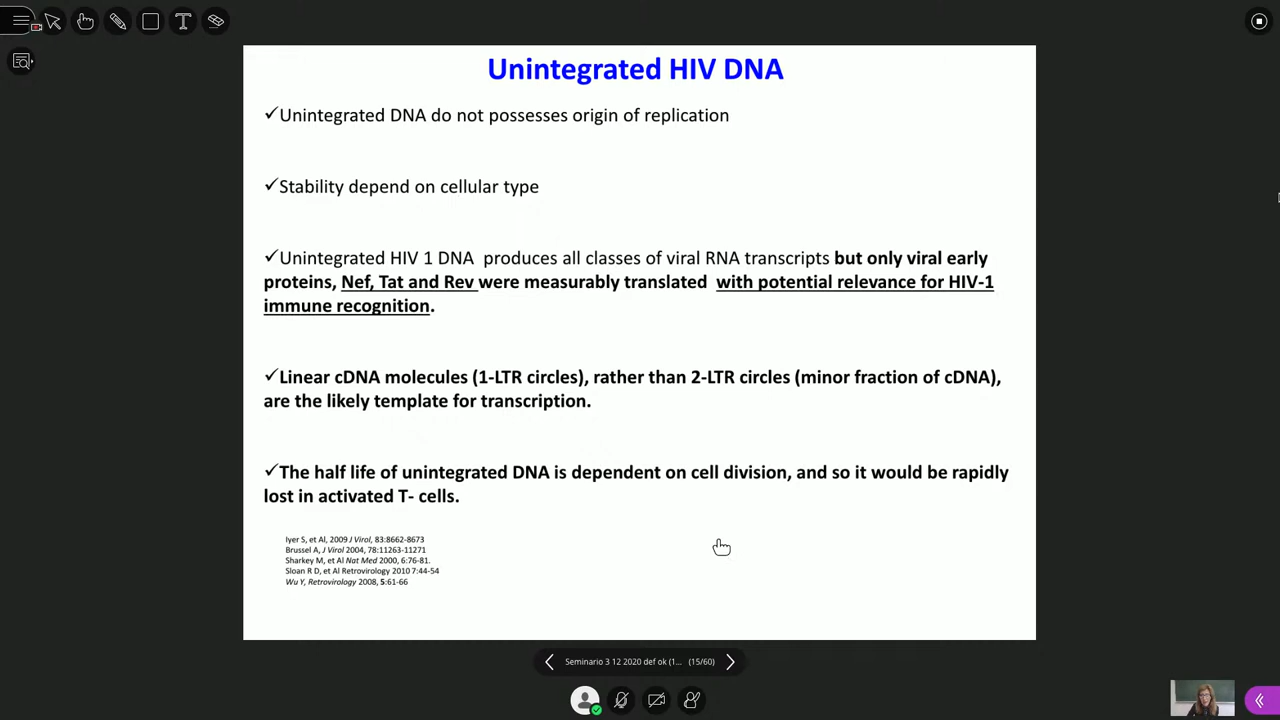 Unintegrated HIV DNA
✓Unintegrated DNA do not possesses origin of replication
✓Stability depend on cellular type
✓Unintegrated HIV 1 DNA produces all classes of viral RNA transcripts but only viral early
proteins, Nef, Tat and Rev were measurably translated with potential relevance for HIV-1
immune recognition.
✓Linear cDNA molecules (1-LTR circles), rather than 2-LTR circles (minor fraction of cDNA),
are the likely template for transcription.
✓The half life of unintegrated DNA is dependent on cell division, and so it would be rapidly
lost in activated T- cells.
Iyer S, et Al, 2009 J Virol, 83:8662-8673
Brussel A, J Virol 2004, 78:11263-11271
Sharkey M, et Al Nat Med 2000, 6:76-81.
Sloan R D, et Al Retrovirology 2010 7:44-54
Wu Y, Retrovirology 2008, 5:61-66
Seminario 3 12 2020 def ok (1... (15/60)